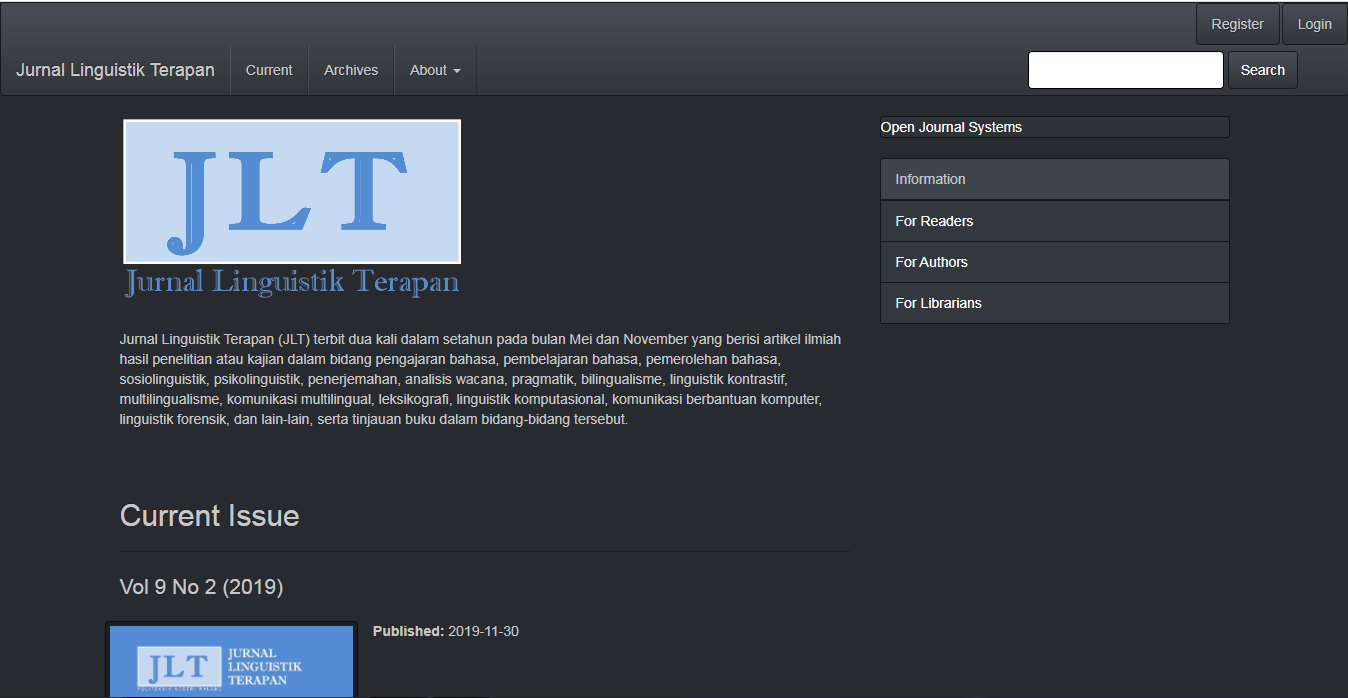 Register Login
Jurnal Linguistik Terapan Current Archives About Search
JLT
Jurnal Linguistik Terapan
Jurnal Linguistik Terapan (JLT) terbit dua kali dalam setahun pada bulan Mei dan November yang berisi artikel ilmiah
hasil penelitian atau kajian dalam bidang pengajaran bahasa, pembelajaran bahasa, pemerolehan bahasa,
sosiolinguistik, psikolinguistik, penerjemahan, analisis wacana, pragmatik, bilingualisme, linguistik kontrastif,
multilingualisme, komunikasi multilingual, leksikografi, linguistik komputasional, komunikasi berbantuan komputer,
linguistik forensik, dan lain-lain, serta tinjauan buku dalam bidang-bidang tersebut.
Current Issue
Vol 9 No 2 (2019)
JLT
JURNAL
LINGUISTIK
TERAPAN
POLITEKNIK NEGERI MALANG
Published: 2019-11-30
Open Journal Systems
Information
For Readers
For Authors
For Librarians